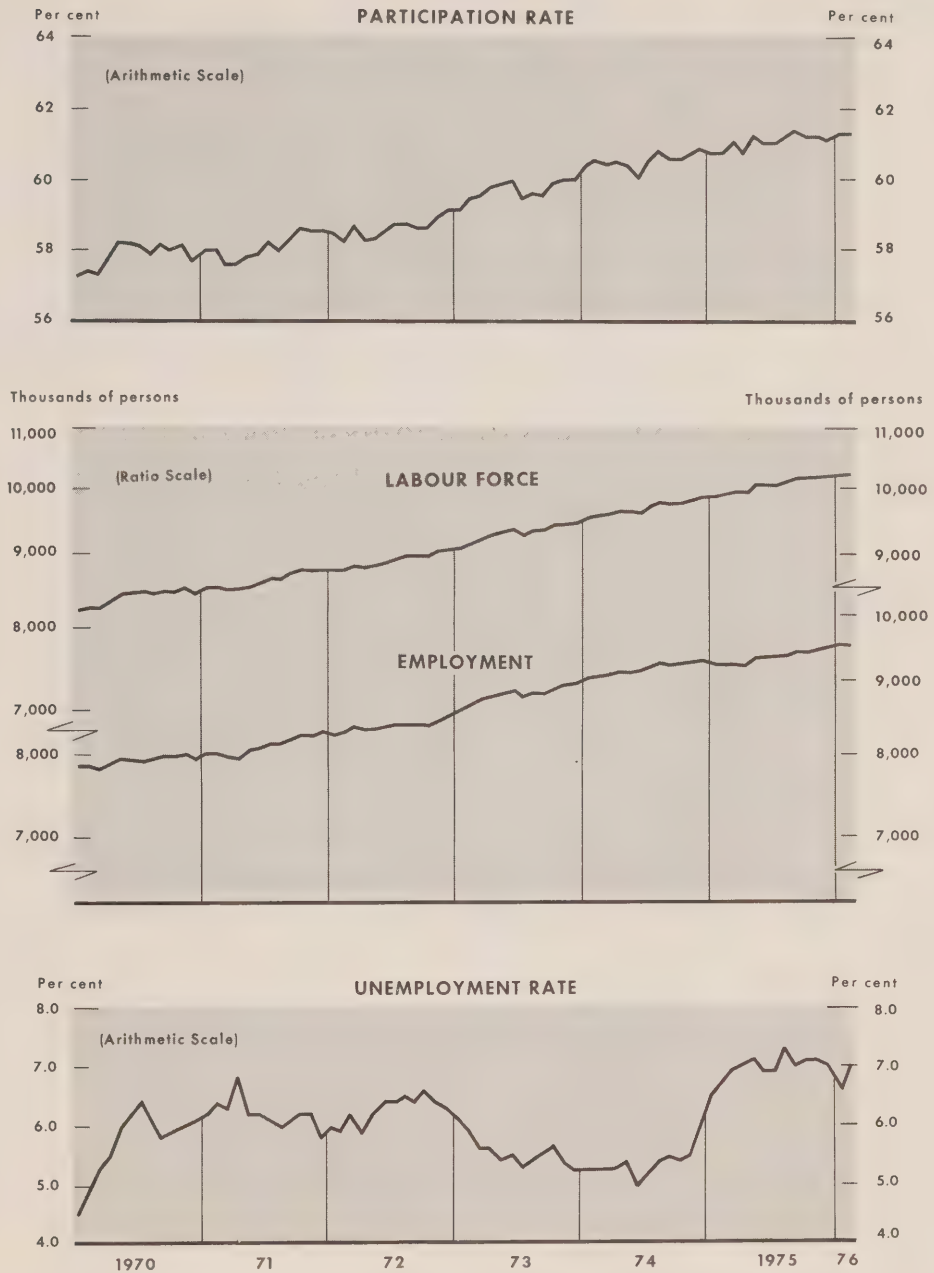 PARTICIPATION RATE
Per cent Per cent
64 64
(Arithmetic Scale)
62 62
60 60
58 58
56 56
Thousands of persons Thousands of persons
11,000 11,000
(Ratio Scale) LABOUR FORCE
10,000 10,000
9,000 9,000
8,000 10,000
EMPLOYMENT
9,000
7,000
8,000 8,000
7,000 7,000
UNEMPLOYMENT RATE
Per cent Per cent
8.0 8.0
(Arithmetic Scale)
7.0 7.0
6.0 6.0
5.0 5.0
4.0 4.0
1970 71 72 73 74 1975 76